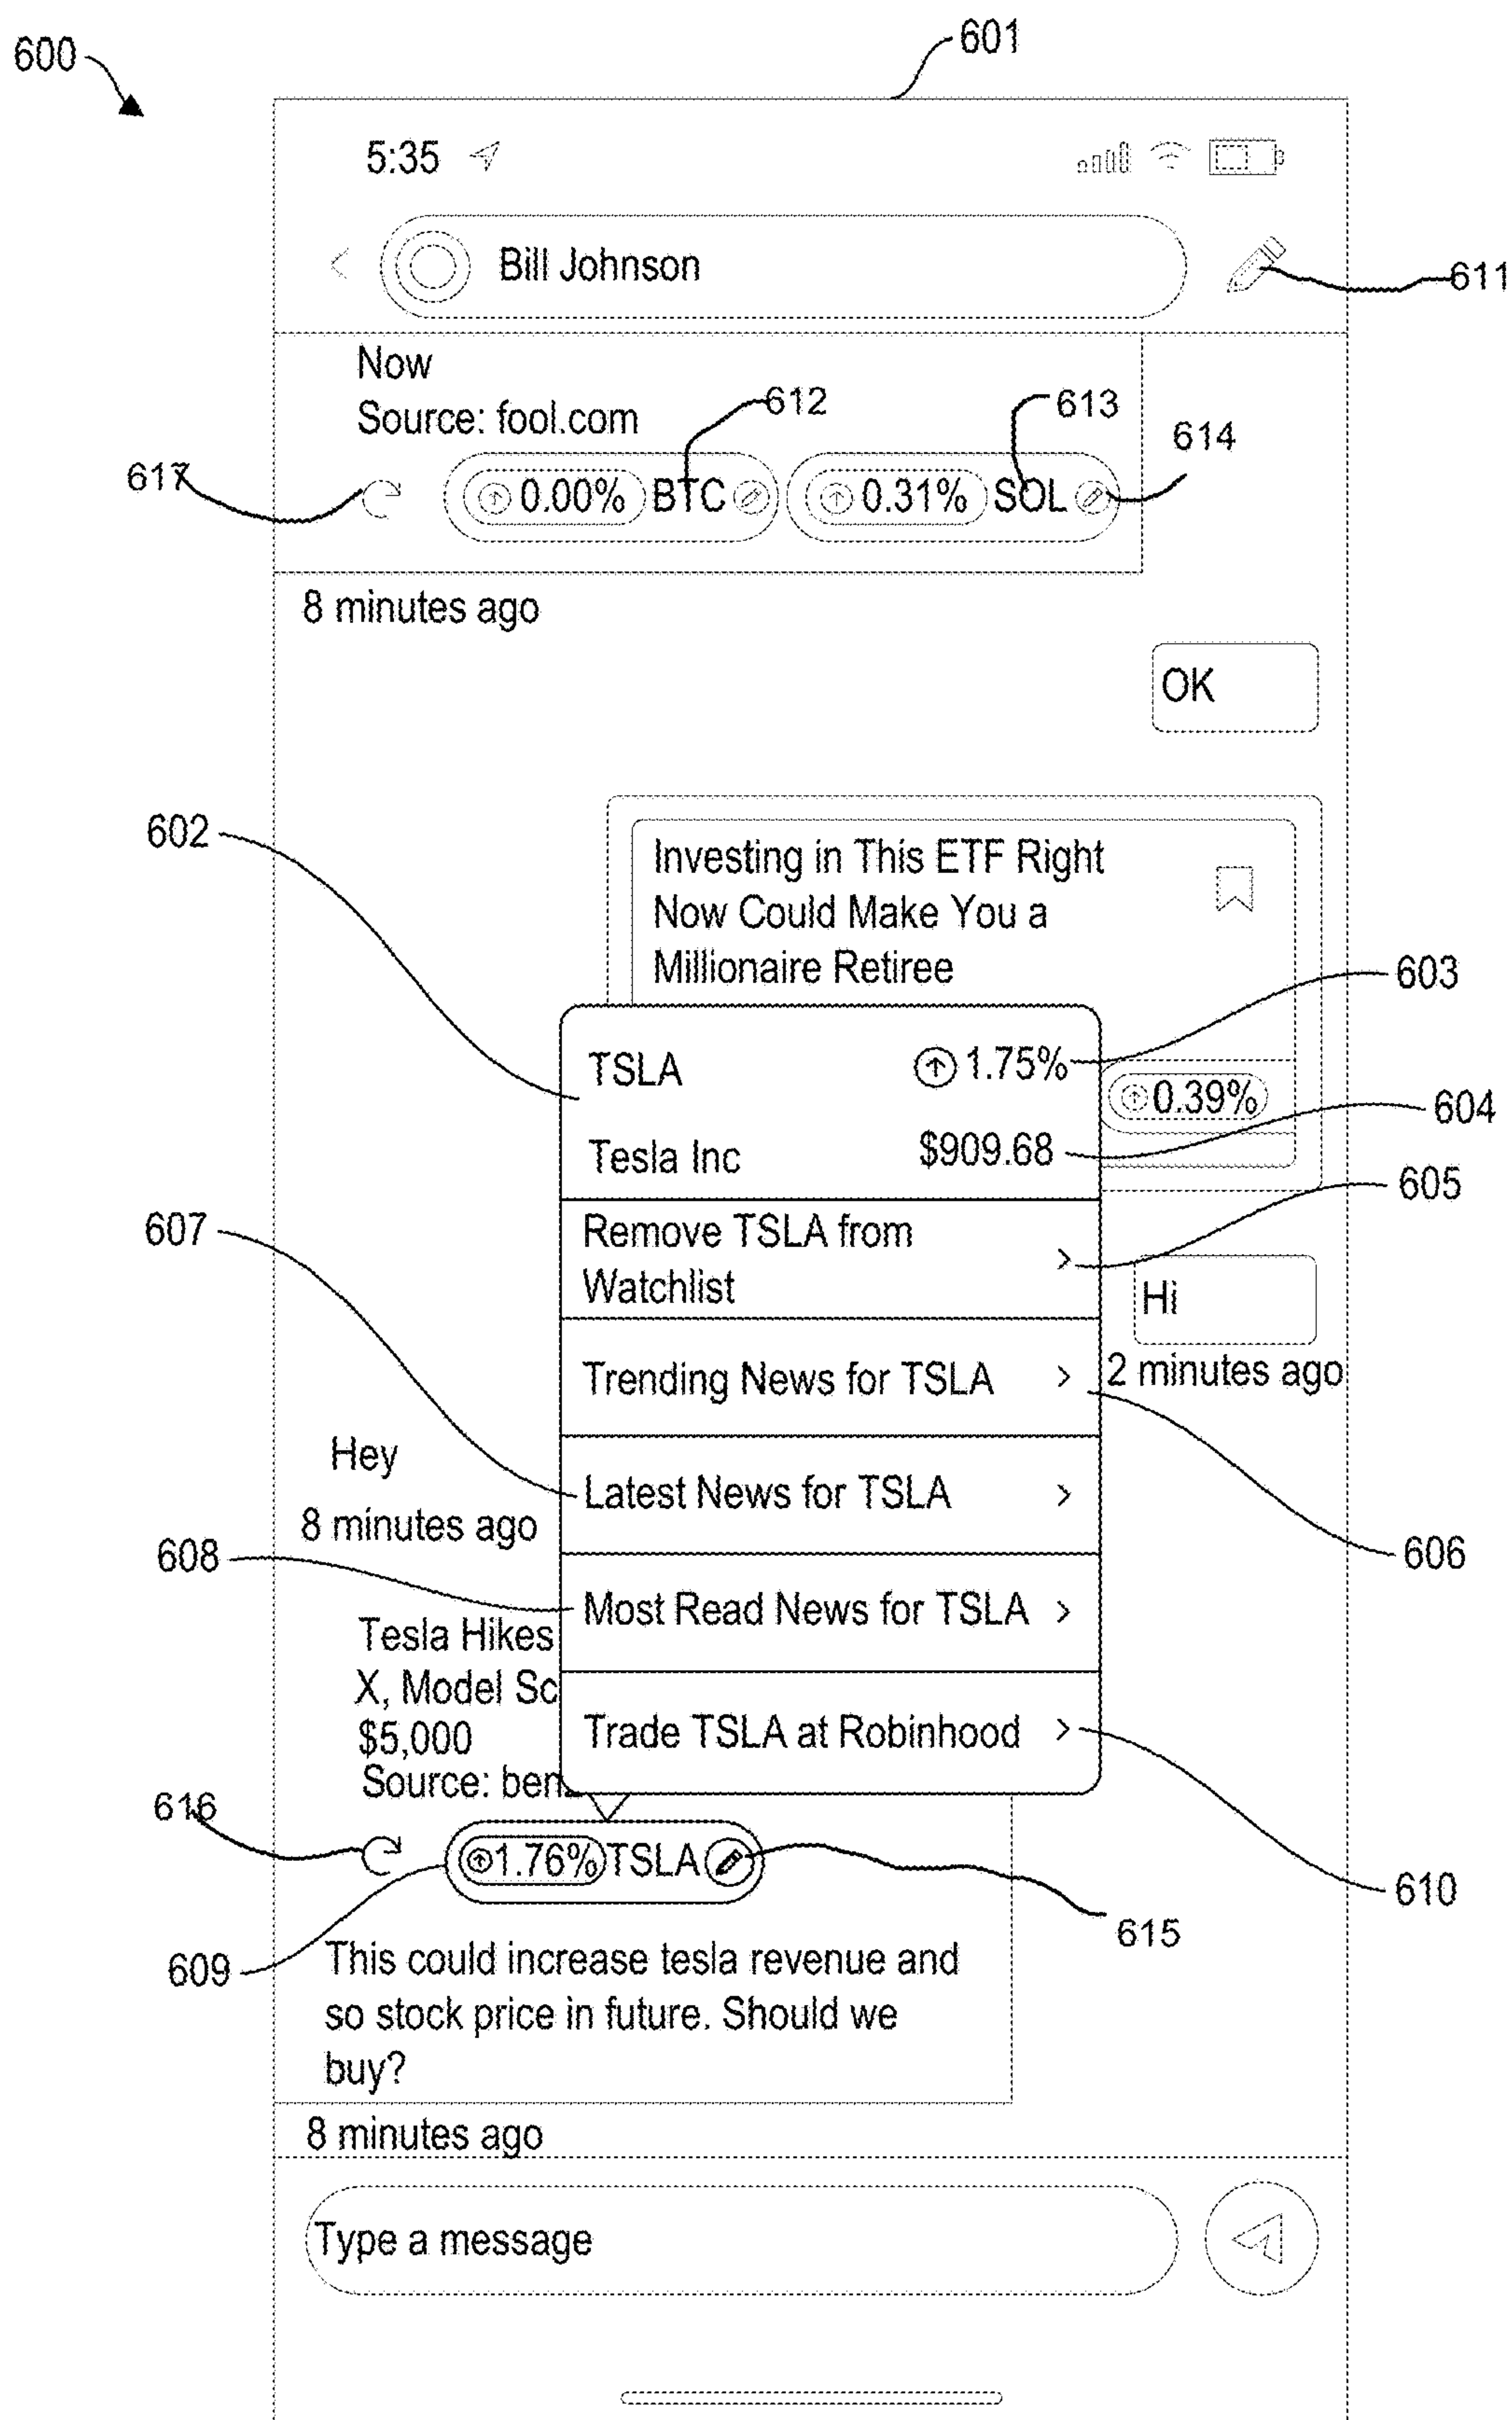 600
601
5:35
Bill Johnson
611
Now
Source: fool.com
612
613
614
617
0.00% BTC
0.31% SOL
8 minutes ago
OK
602
Investing in This ETF Right
Now Could Make You a
Millionaire Retiree
603
TSLA
1.75%
0.39%
604
Tesla Inc
$909.68
605
607
Remove TSLA from
Watchlist
Hi
Trending News for TSLA
2 minutes ago
Hey
Latest News for TSLA
8 minutes ago
608
606
Most Read News for TSLA
Tesla Hikes
X, Model Sc
$5,000
Trade TSLA at Robinhood
Source: ben
616
1.76% TSLA
610
615
609
This could increase tesla revenue and
so stock price in future. Should we
buy?
8 minutes ago
Type a message